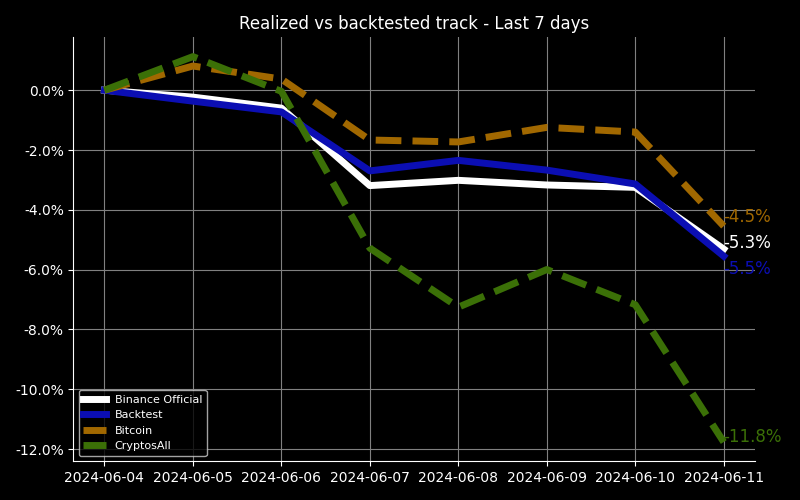 Realized vs backtested track - Last 7 days
0.0%
-2.0%
-4.0%
-6.0%
-8.0%
-10.0%
-12.0%
-4.5%
-5.3%
-5.5%
-11.8%
Binance Official
Backtest
Bitcoin
CryptosAll
2024-06-04 2024-06-05 2024-06-06 2024-06-07 2024-06-08 2024-06-09 2024-06-10 2024-06-11